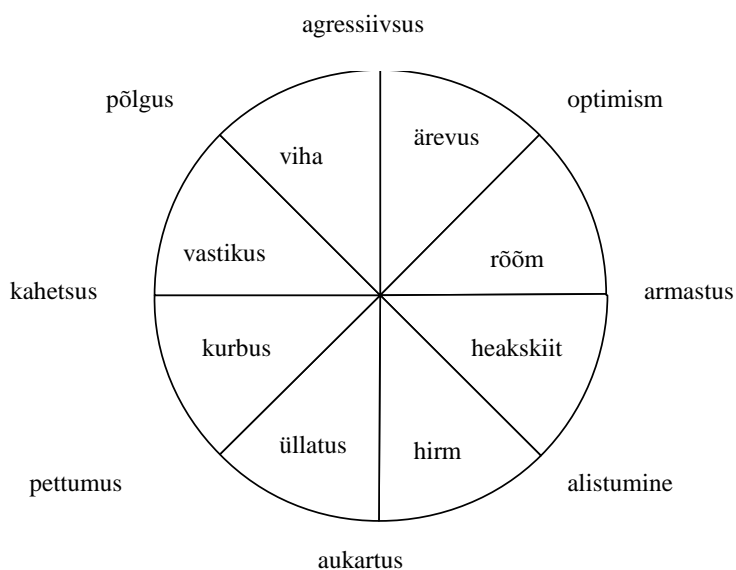 agressiivsus
põlgus
optimism
ärevus
viha
vastikus
rõõm
kahetsus
armastus
kurbus
heakskiit
üllatus
hirm
pettumus
alistumine
aukartus